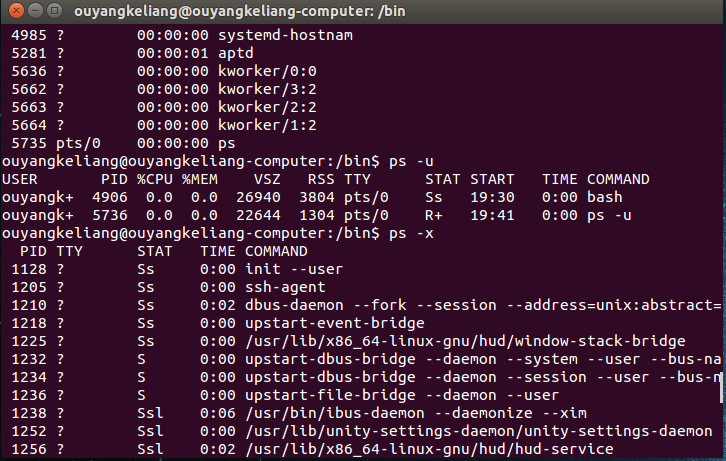 ouyangkeliang@ouyangkeliang-computer: /bin
4985 ? 00:00:00 systemd-hostnam
5281 ? 00:00:01 aptd
5636 ? 00:00:00 kworker/0:0
5662 ? 00:00:00 kworker/3:2
5663 ? 00:00:00 kworker/2:2
5664 ? 00:00:00 kworker/1:2
5735 pts/0 00:00:00 ps
ouyangkeliang@ouyangkeliang-computer:/bin$ ps -u
USER PID %CPU %MEM VSZ RSS TTY STAT START TIME COMMAND
ouyangk+ 4906 0.0 0.0 26940 3804 pts/0 Ss 19:30 0:00 bash
ouyangk+ 5736 0.0 0.0 22644 1304 pts/0 R+ 19:41 0:00 ps -u
ouyangkeliang@ouyangkeliang-computer:/bin$ ps -x
PID TTY STAT TIME COMMAND
1128 ? Ss 0:00 init --user
1205 ? Ss 0:00 ssh-agent
1210 ? Ss 0:02 dbus-daemon --fork --session --address=unix:abstract=
1218 ? Ss 0:00 upstart-event-bridge
1225 ? Ss 0:00 /usr/lib/x86_64-linux-gnu/hud/window-stack-bridge
1232 ? S 0:00 upstart-dbus-bridge --daemon --system --user --bus-na
1234 ? S 0:00 upstart-dbus-bridge --daemon --session --user --bus-n
1236 ? S 0:00 upstart-file-bridge --daemon --user
1238 ? Ssl 0:06 /usr/bin/ibus-daemon --daemonize --xim
1252 ? Ssl 0:00 /usr/lib/unity-settings-daemon/unity-settings-daemon
1256 ? Ssl 0:02 /usr/lib/x86_64-linux-gnu/hud/hud-service